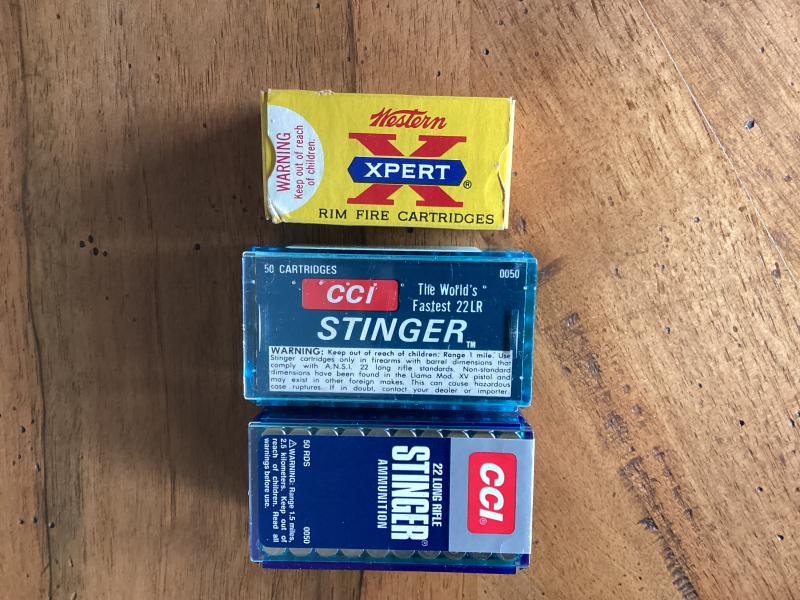 WARNING
Keep out of reach
of children.
Western
X
XPERT®
RIM FIRE CARTRIDGES
50 CARTRIDGES
0050
CCI
The World's
Fastest 22LR
STINGER™
WARNING: Keep out of reach of children. Range 1 mile. Use
Stinger cartridges only in firearms with barrel dimensions that
comply with A.N.S.I. 22 long rifle standards. Non-standard
dimensions have been found in the Llama Mod. XV pistol and
may exist in other foreign makes. This can cause hazardous
case ruptures. If in doubt, contact your dealer or importer.
CCI®
22 LONG RIFLE
STINGER®
AMMUNITION
50 RDS
0050
⚠WARNING: Range 1.5 miles,
2.5 kilometers. Keep out of
reach of children. Read all
warnings before use.